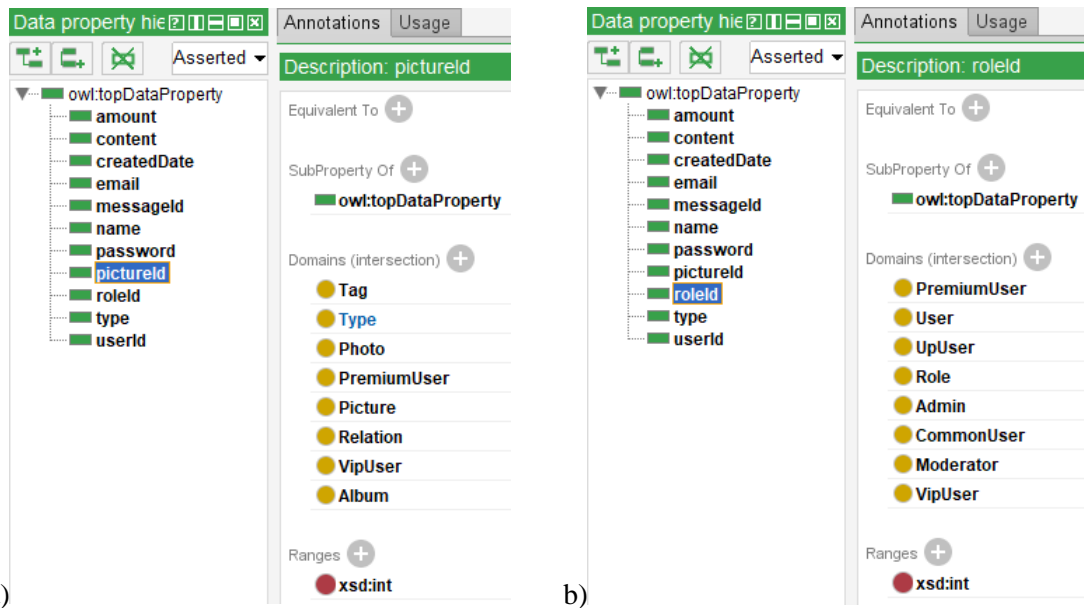 Data property hie
Asserted
owl:topDataProperty
amount
content
createdDate
email
messageId
name
password
pictureId
roleId
type
userId
Annotations Usage
Description: pictureId
Equivalent To
SubProperty Of
owl:topDataProperty
Domains (intersection)
Tag
Type
Photo
PremiumUser
Picture
Relation
VipUser
Album
Ranges
xsd:int
)
Data property hie
Asserted
owl:topDataProperty
amount
content
createdDate
email
messageId
name
password
pictureId
roleId
type
userId
Annotations Usage
Description: roleId
Equivalent To
SubProperty Of
owl:topDataProperty
Domains (intersection)
PremiumUser
User
UpUser
Role
Admin
CommonUser
Moderator
VipUser
Ranges
xsd:int
b)